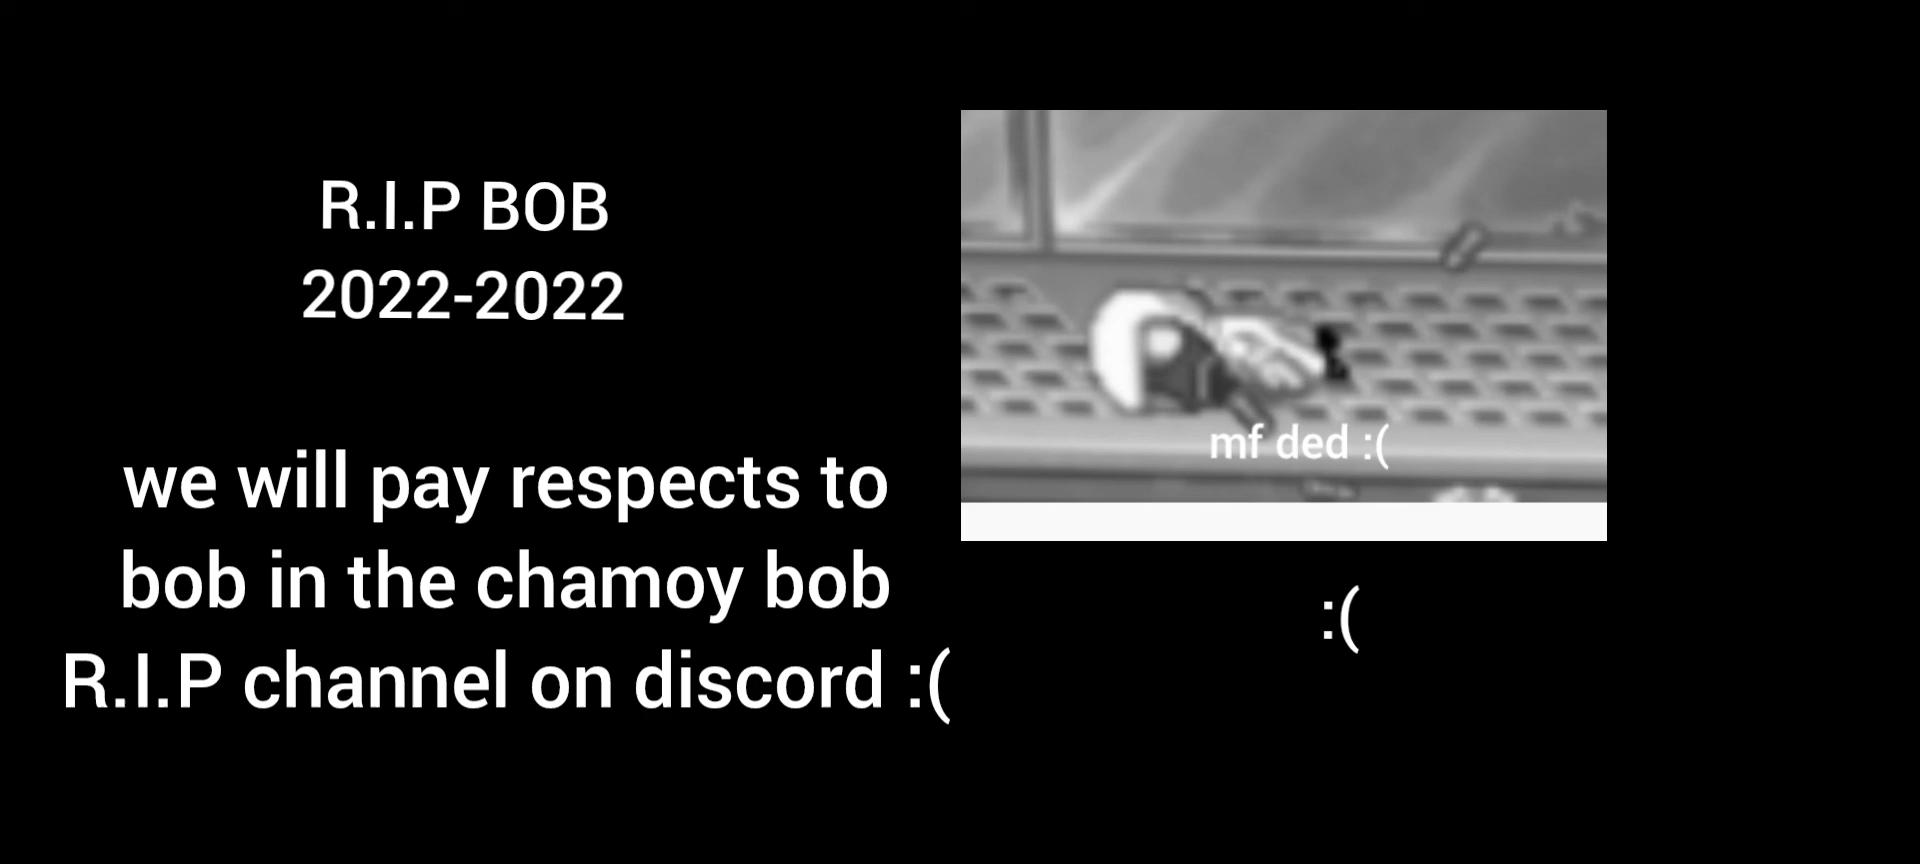 R.I.P BOB
2022-2022
we will pay respects to
bob in the chamoy bob
R.I.P channel on discord :(
mf ded :(
:(